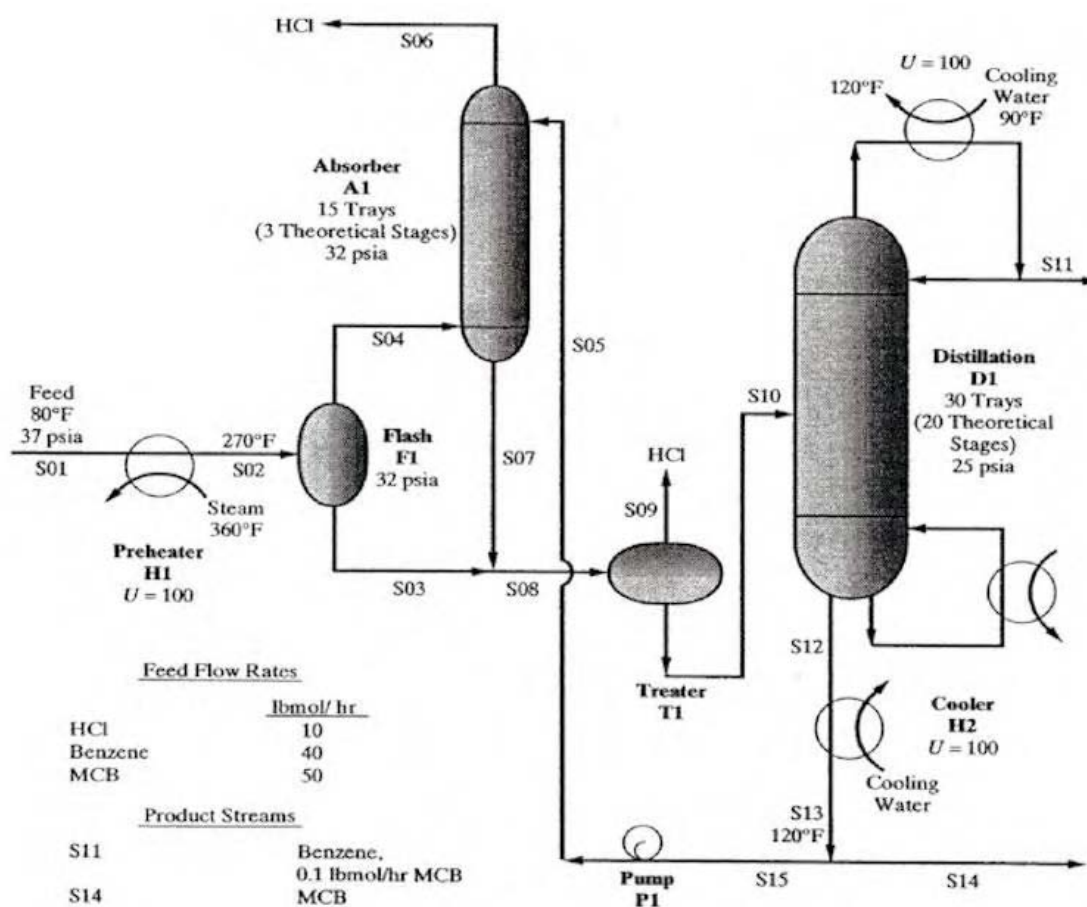 HCl
S06
U = 100
120°F
Cooling
Water
90°F
Absorber
A1
15 Trays
(3 Theoretical Stages)
32 psia
S11
S04
S05
Distillation
D1
30 Trays
(20 Theoretical
Stages)
25 psia
S10
Feed
80°F
37 psia
S01
270°F
S02
Flash
F1
32 psia
S07
HCl
S09
Steam
360°F
Preheater
H1
U = 100
S03
S08
S12
Treater
T1
Cooler
H2
U = 100
Cooling
Water
Feed Flow Rates
lbmol/ hr
HCl 10
Benzene 40
MCB 50
Product Streams
S11 Benzene,
0.1 lbmol/hr MCB
S14 MCB
S13
120°F
Pump
P1
S15
S14